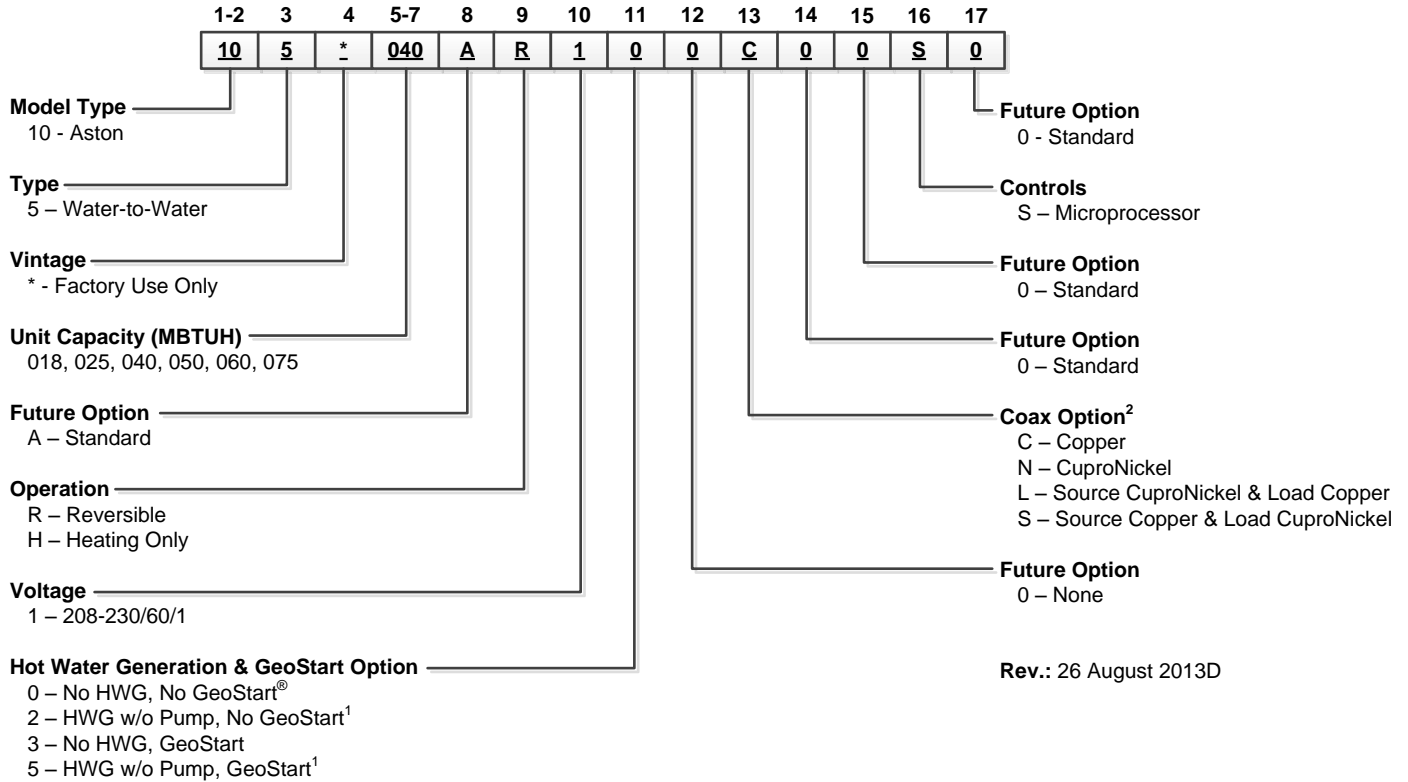 1-2 3 4 5-7 8 9 10 11 12 13 14 15 16 17
10 5 * 040 A R 1 0 0 C 0 0 S 0
Model Type
10 - Aston
Type
5 – Water-to-Water
Vintage
* - Factory Use Only
Unit Capacity (MBTUH)
018, 025, 040, 050, 060, 075
Future Option
A – Standard
Operation
R – Reversible
H – Heating Only
Voltage
1 – 208-230/60/1
Hot Water Generation & GeoStart Option
0 – No HWG, No GeoStart®
2 – HWG w/o Pump, No GeoStart¹
3 – No HWG, GeoStart
5 – HWG w/o Pump, GeoStart¹
Future Option
0 - Standard
Controls
S – Microprocessor
Future Option
0 – Standard
Future Option
0 – Standard
Coax Option²
C – Copper
N – CuproNickel
L – Source CuproNickel & Load Copper
S – Source Copper & Load CuproNickel
Future Option
0 – None
Rev.: 26 August 2013D